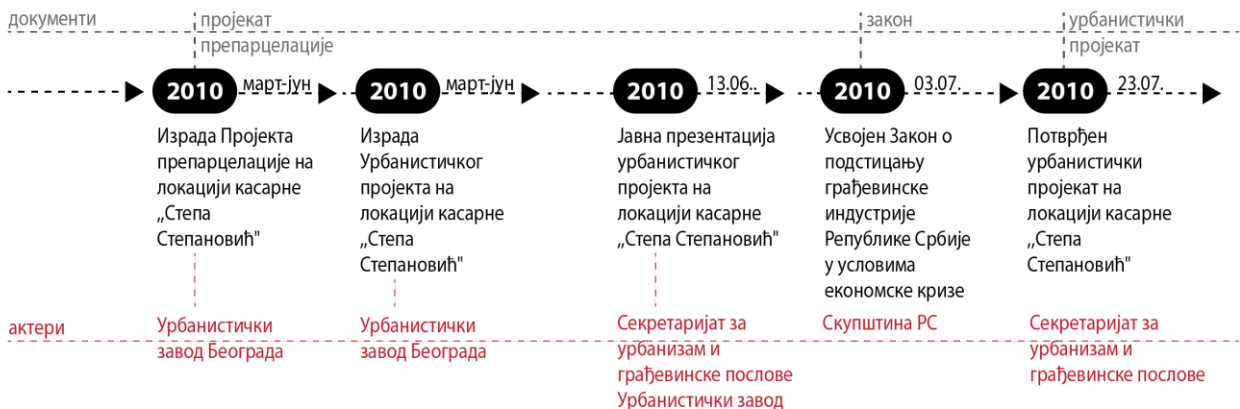 документи
пројекат
препарцелације
закон
урбанистички
пројекат
2010 март-јун
2010 март-јун
2010 13.06..
2010 03.07.
2010 23.07.
Израда Пројекта
препарцелације на
локацији касарне
„Степа
Степановић"
Израда
Урбанистичког
пројекта на
локацији касарне
„Степа
Степановић"
Јавна презентација
урбанистичког
пројекта на
локацији касарне
„Степа Степановић"
Усвојен Закон о
подстицању
грађевинске
индустрије
Републике Србије
у условима
економске кризе
Потврђен
урбанистички
пројекат на
локацији касарне
„Степа
Степановић"
актери
Урбанистички
завод Београда
Урбанистички
завод Београда
Секретаријат за
урбанизам и
грађевинске послове
Урбанистички завод
Скупштина РС
Секретаријат за
урбанизам и
грађевинске послове